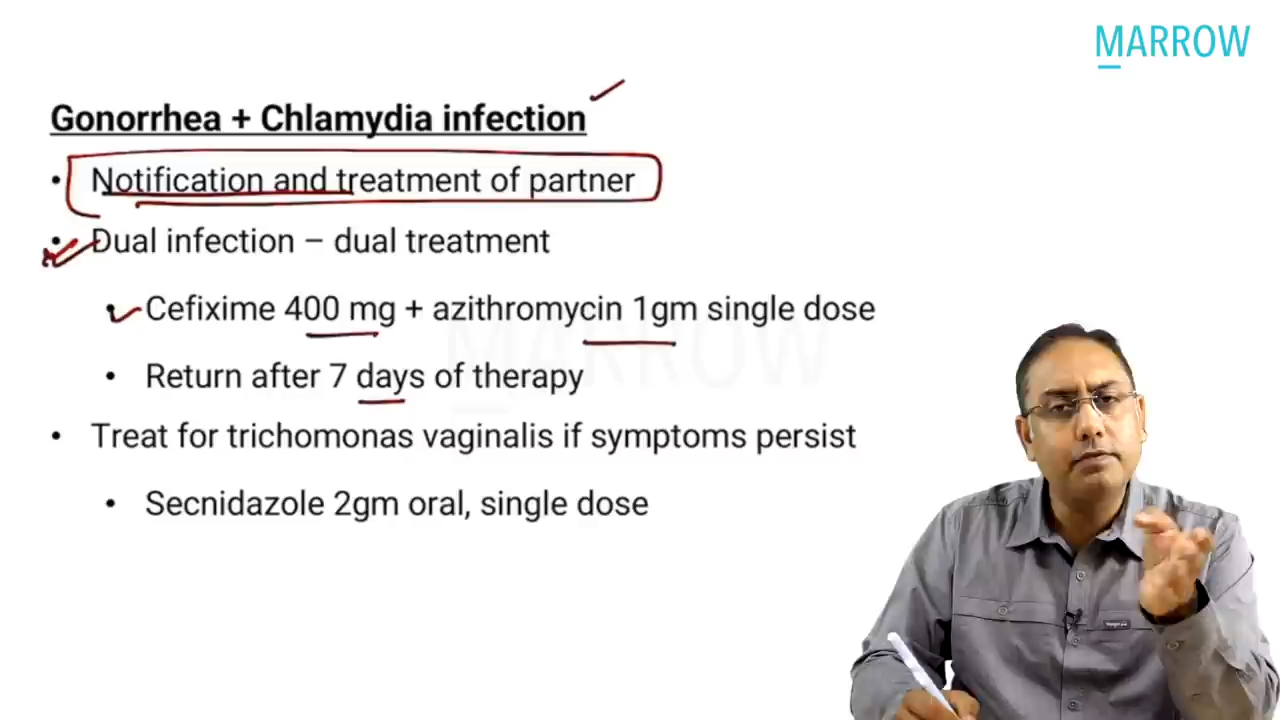 MARROW
Gonorrhea + Chlamydia infection
• Notification and treatment of partner
• Dual infection – dual treatment
• Cefixime 400 mg + azithromycin 1gm single dose
• Return after 7 days of therapy
• Treat for trichomonas vaginalis if symptoms persist
• Secnidazole 2gm oral, single dose
MARROW